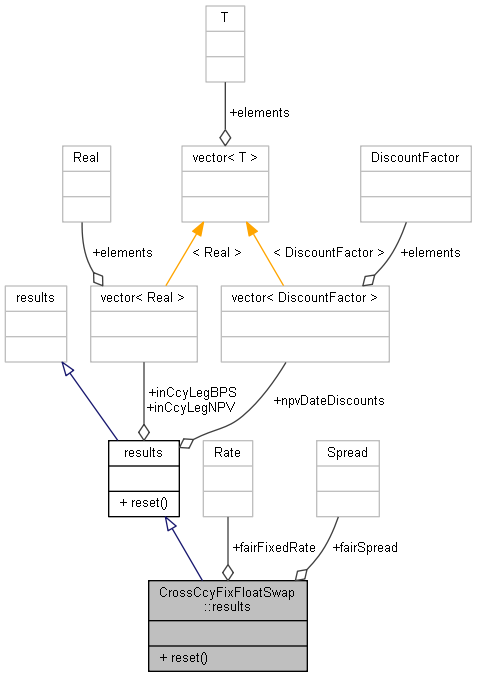 T
+elements
Real
vector< T >
DiscountFactor
+elements
< Real >
< DiscountFactor >
+elements
results
vector< Real >
vector< DiscountFactor >
+inCcyLegBPS
+inCcyLegNPV
+npvDateDiscounts
results
+ reset()
Rate
Spread
+fairFixedRate
+fairSpread
CrossCcyFixFloatSwap
::results
+ reset()